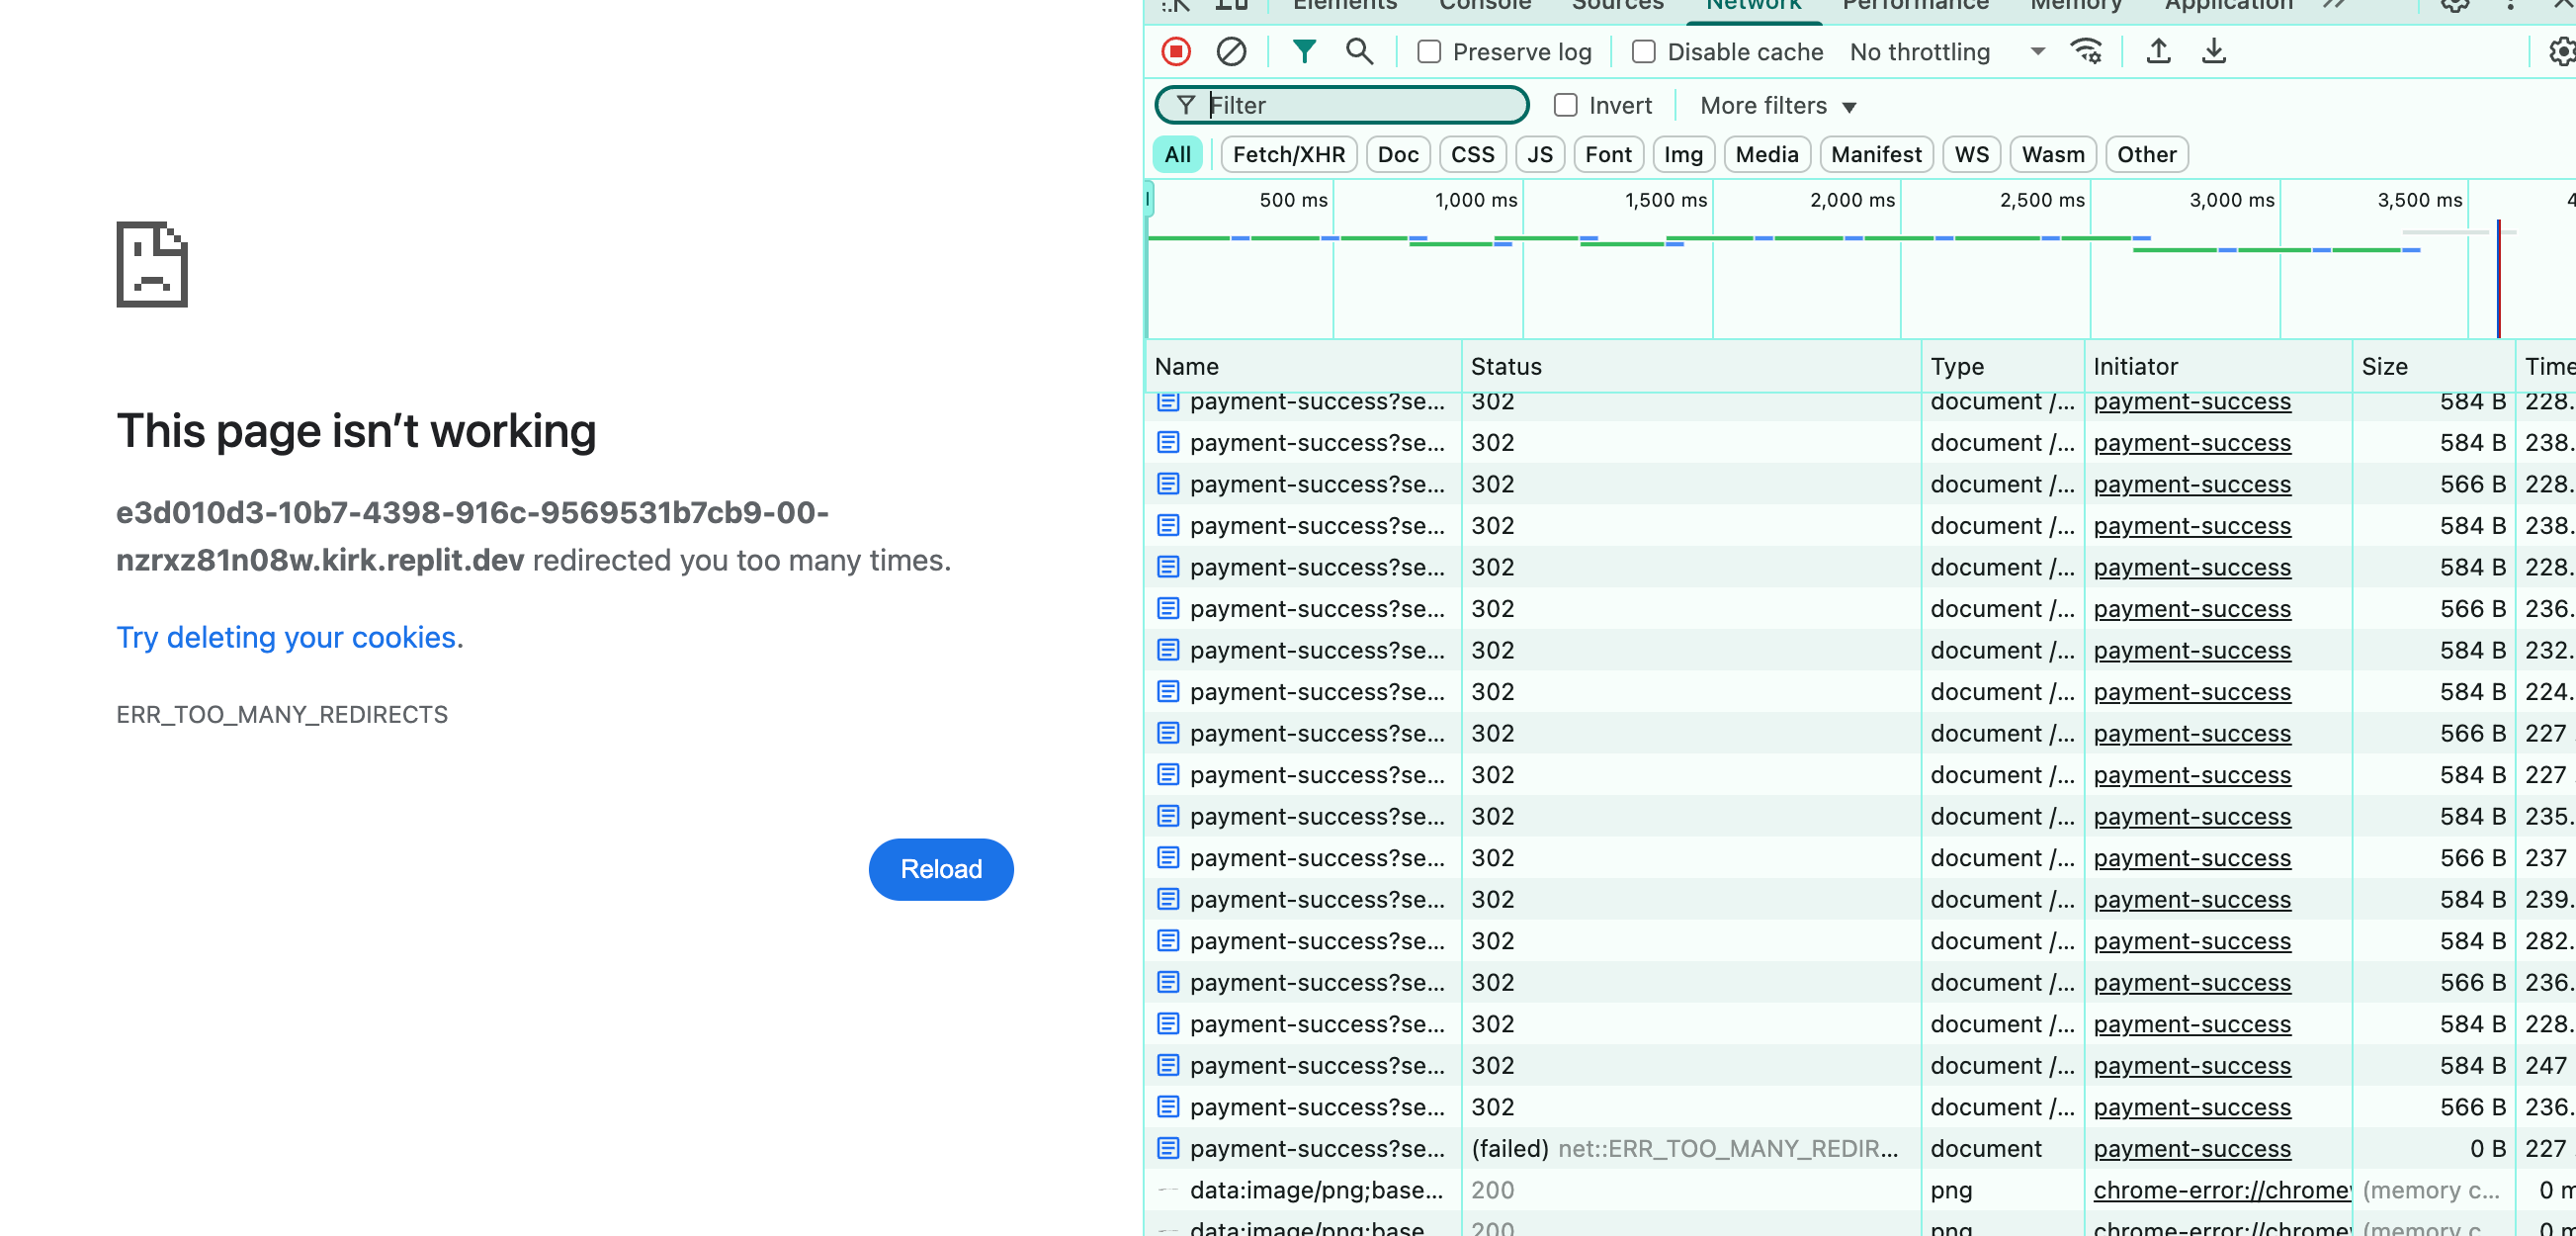 Elements Console Sources Network Performance Memory Application
Preserve log Disable cache No throttling
Filter Invert More filters
All Fetch/XHR Doc CSS JS Font Img Media Manifest WS Wasm Other
500 ms 1,000 ms 1,500 ms 2,000 ms 2,500 ms 3,000 ms 3,500 ms 4
Name Status Type Initiator Size Time
payment-success?se... 302 document /... payment-success 584 B 228.
payment-success?se... 302 document /... payment-success 584 B 238.
payment-success?se... 302 document /... payment-success 566 B 228.
payment-success?se... 302 document /... payment-success 584 B 238.
payment-success?se... 302 document /... payment-success 584 B 228.
payment-success?se... 302 document /... payment-success 566 B 236.
payment-success?se... 302 document /... payment-success 584 B 232.
payment-success?se... 302 document /... payment-success 584 B 224.
payment-success?se... 302 document /... payment-success 566 B 227
payment-success?se... 302 document /... payment-success 584 B 227
payment-success?se... 302 document /... payment-success 584 B 235.
payment-success?se... 302 document /... payment-success 566 B 237
payment-success?se... 302 document /... payment-success 584 B 239.
payment-success?se... 302 document /... payment-success 584 B 282.
payment-success?se... 302 document /... payment-success 566 B 236.
payment-success?se... 302 document /... payment-success 584 B 228.
payment-success?se... 302 document /... payment-success 584 B 247
payment-success?se... 302 document /... payment-success 566 B 236.
payment-success?se... (failed) net::ERR_TOO_MANY_REDIR... document payment-success 0 B 227
data:image/png;base... 200 png chrome-error://chrome (memory c... 0 m
data:image/png;base... 200 png chrome-error://chrome (memory c... 0 m
This page isn't working
e3d010d3-10b7-4398-916c-9569531b7cb9-00-
nzrxz81n08w.kirk.replit.dev redirected you too many times.
Try deleting your cookies.
ERR_TOO_MANY_REDIRECTS
Reload